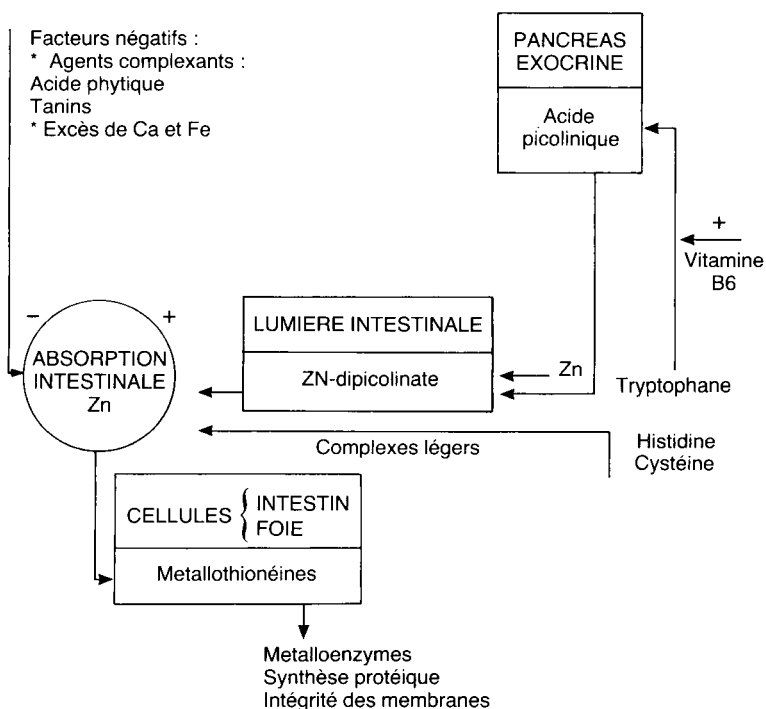 Facteurs négatifs :
* Agents complexants :
Acide phytique
Tanins
* Excès de Ca et Fe
PANCREAS
EXOCRINE
Acide
picolinique
+
Vitamine
B6
Tryptophane
LUMIERE INTESTINALE
ZN-dipicolinate
Zn
- +
ABSORPTION
INTESTINALE
Zn
Complexes légers
Histidine
Cystéine
CELLULES { INTESTIN
FOIE
Metallothionéines
Metalloenzymes
Synthèse protéique
Intégrité des membranes